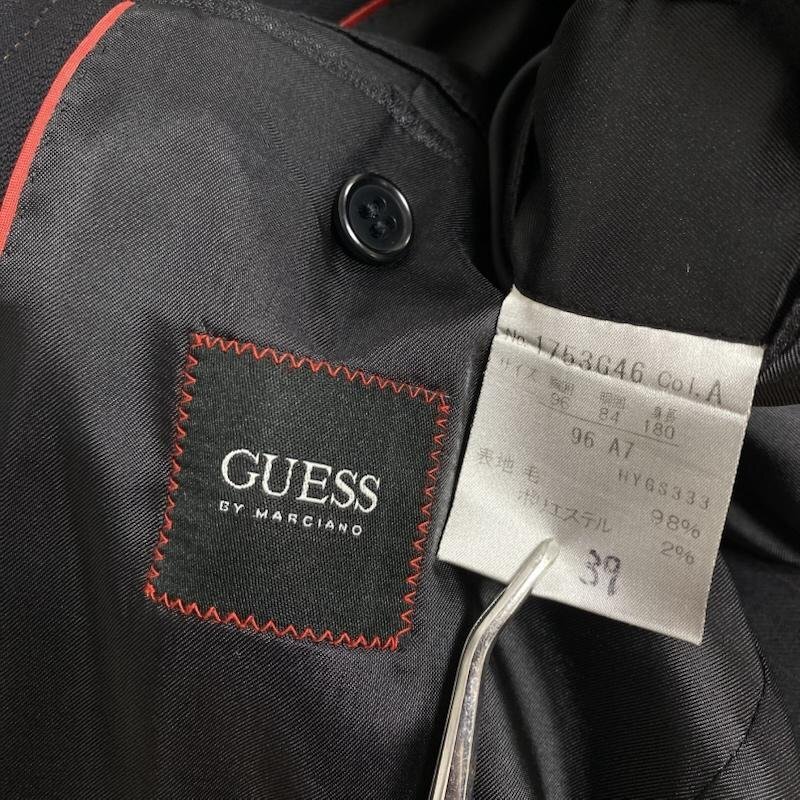 GUESS
BY MARCIANO
No.1753G46 Col.A
サイズ 胸囲 胴囲 身長
96 84 180
96 A7
HYGS333
表地 毛 98%
ポリエステル 2%
39